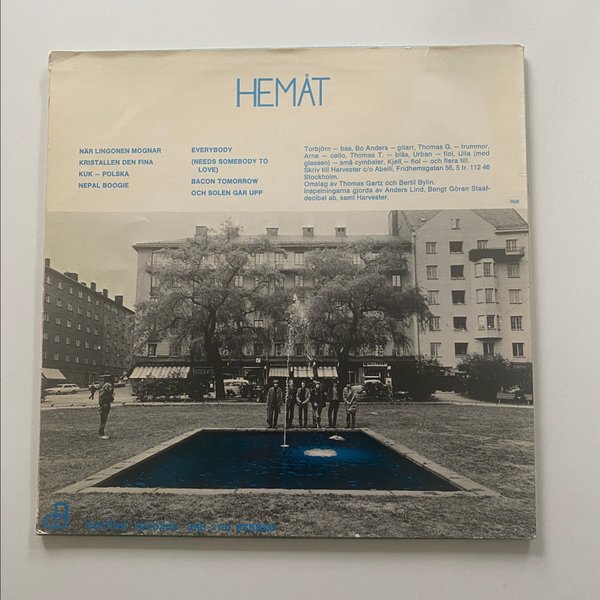 HEMÅT
NÄR LINGONEN MOGNAR
KRISTALLEN DEN FINA
KUK – POLSKA
NEPAL BOOGIE
EVERYBODY
(NEEDS SOMEBODY TO
LOVE)
BACON TOMORROW
OCH SOLEN GÅR UPP
Torbjörn – bas, Bo Anders – gitarr, Thomas G. – trummor,
Arne – cello, Thomas T. – blås, Urban – fiol, Ulla (med
glassen) – små cymbaler, Kjell, – fiol – och flera till.
Skriv till Harvester c/o Abelli, Fridhemsgatan 56, 5 tr. 112 46
Stockholm.
Omslag av Thomas Gartz och Bertil Bylin.
Inspelningarna gjorda av Anders Lind, Bengt Göran Staaf-
decibel ab, samt Harvester.